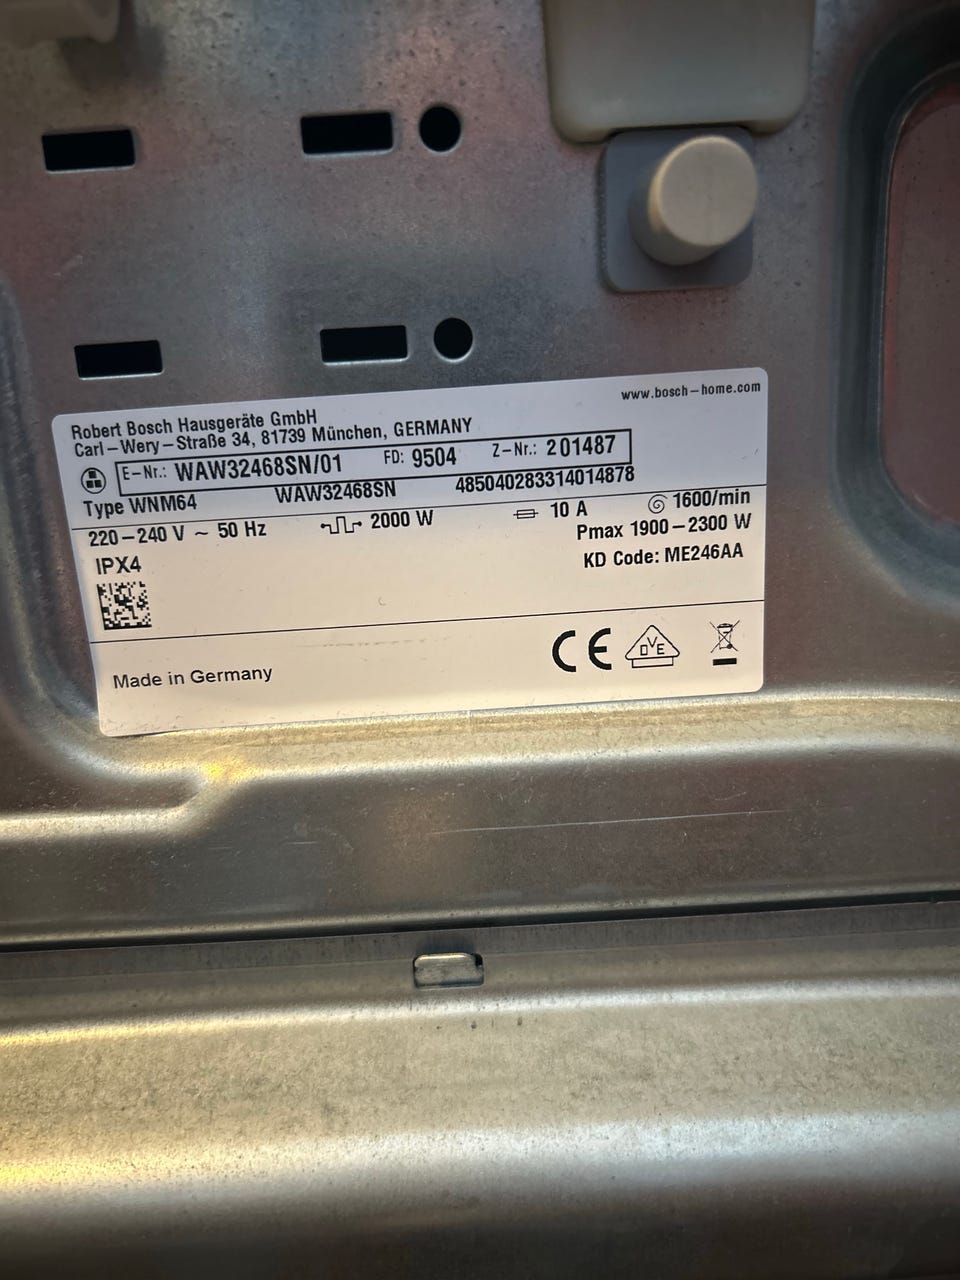 www.bosch-home.com
Robert Bosch Hausgeräte GmbH
Carl-Wery-Straße 34, 81739 München, GERMANY
E-Nr.: WAW32468SN/01 FD: 9504 Z-Nr.: 201487
Type WNM64 WAW32468SN 485040283314014878
220-240 V ~ 50 Hz 2000 W 10 A 1600/min
Pmax 1900-2300 W
IPX4 KD Code: ME246AA
Made in Germany CE OVE